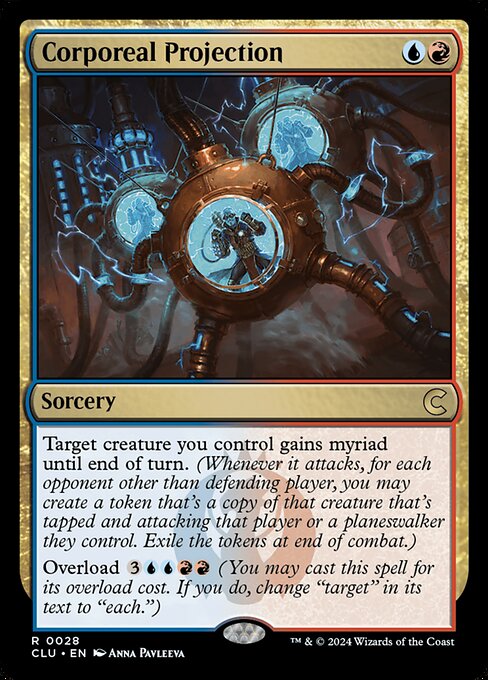 Corporeal Projection
Sorcery
Target creature you control gains myriad
until end of turn. (Whenever it attacks, for each
opponent other than defending player, you may
create a token that's a copy of that creature that's
tapped and attacking that player or a planeswalker
they control. Exile the tokens at end of combat.)
Overload 3 (You may cast this spell for
its overload cost. If you do, change “target” in its
text to “each.”)
R 0028
CLU • EN Anna Pavleeva
™ & © 2024 Wizards of the Coast